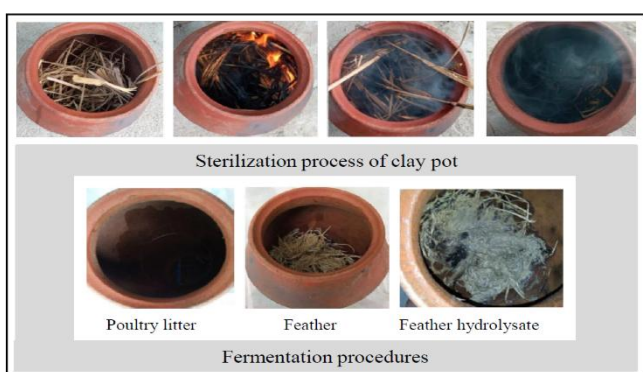 Sterilization process of clay pot
Poultry litter
Feather
Feather hydrolysate
Fermentation procedures